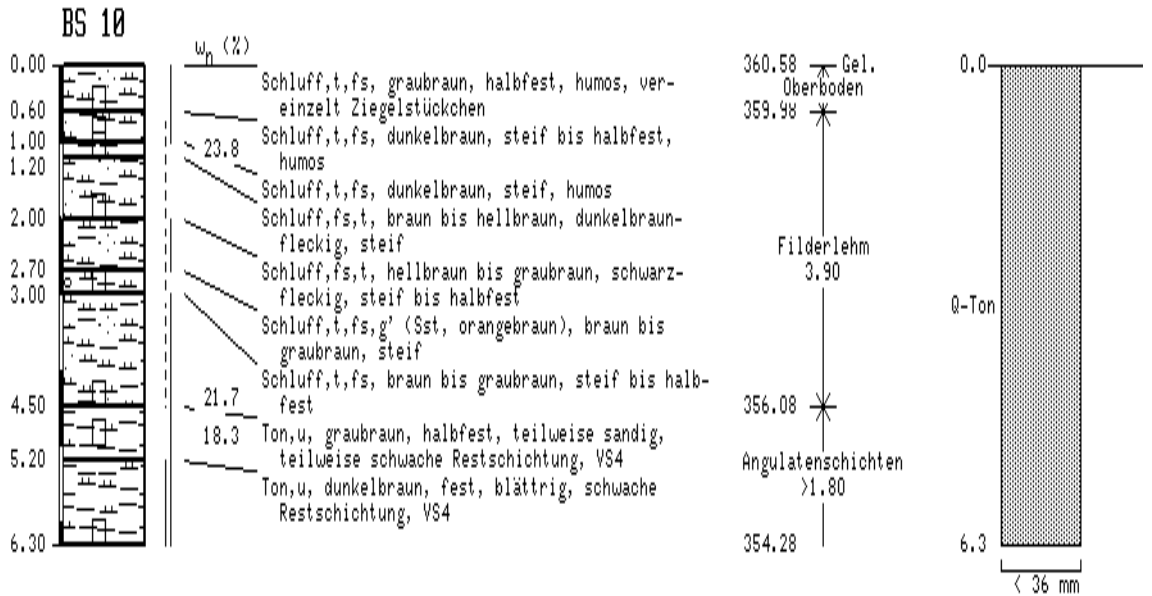 BS 10
wn (%)
0.00
0.60
1.00
1.20
2.00
2.70
3.00
4.50
5.20
6.30
23.8
21.7
18.3
Schluff,t,fs, graubraun, halbfest, humos, ver-
einzelt Ziegelstückchen
Schluff,t,fs, dunkelbraun, steif bis halbfest,
humos
Schluff,t,fs, dunkelbraun, steif, humos
Schluff,fs,t, braun bis hellbraun, dunkelbraun-
fleckig, steif
Schluff,fs,t, hellbraun bis graubraun, schwarz-
fleckig, steif bis halbfest
Schluff,t,fs,g' (Sst, orangebraun), braun bis
graubraun, steif
Schluff,t,fs, braun bis graubraun, steif bis halb-
fest
Ton,u, graubraun, halbfest, teilweise sandig,
teilweise schwache Restschichtung, VS4
Ton,u, dunkelbraun, fest, blättrig, schwache
Restschichtung, VS4
360.58 Gel.
Oberboden
359.98
Filderlehm
3.90
356.08
Angulatenschichten
>1.80
354.28
0.0
Q-Ton
6.3
< 36 mm